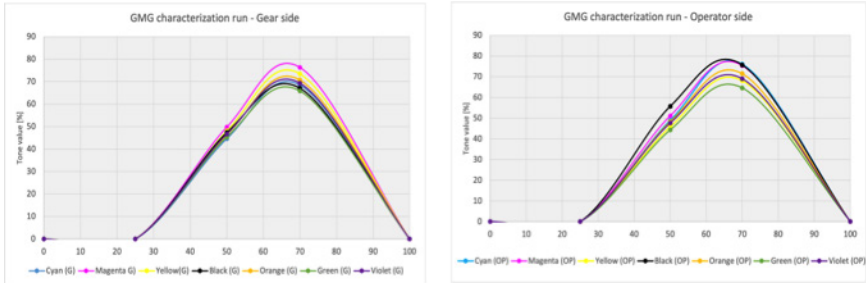 GMG characterization run - Gear side
Tone value [%]
90
80
70
60
50
40
30
20
10
0
0 10 20 30 40 50 60 70 80 90 100
Cyan (G) Magenta G) Yellow(G) Black (G) Orange (G) Green (G) Violet (G)
GMG characterization run - Operator side
Tone value [%]
90
80
70
60
50
40
30
20
10
0
0 10 20 30 40 50 60 70 80 90 100
Cyan (OP) Magenta (OP) Yellow (OP) Black (OP) Orange (OP) Green (OP) Violet (OP)